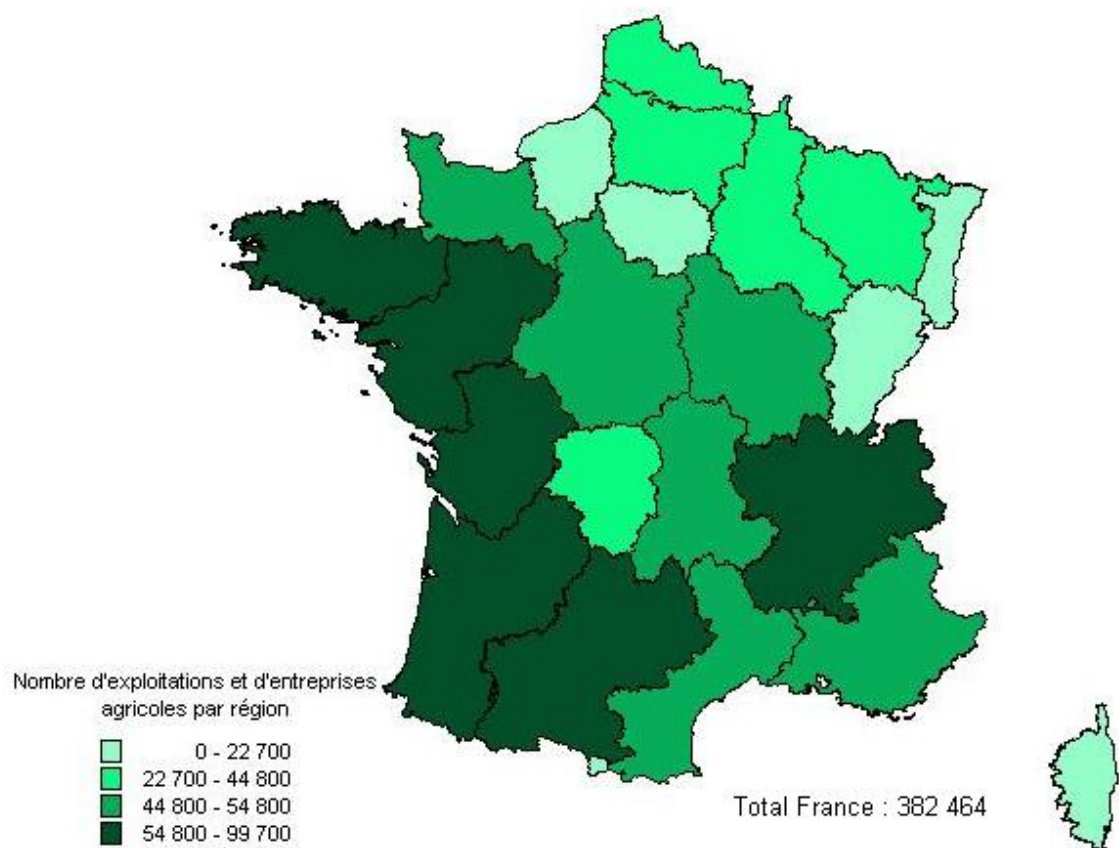 Nombre d'exploitations et d'entreprises
agricoles par région
0 - 22 700
22 700 - 44 800
44 800 - 54 800
54 800 - 99 700
Total France : 382 464